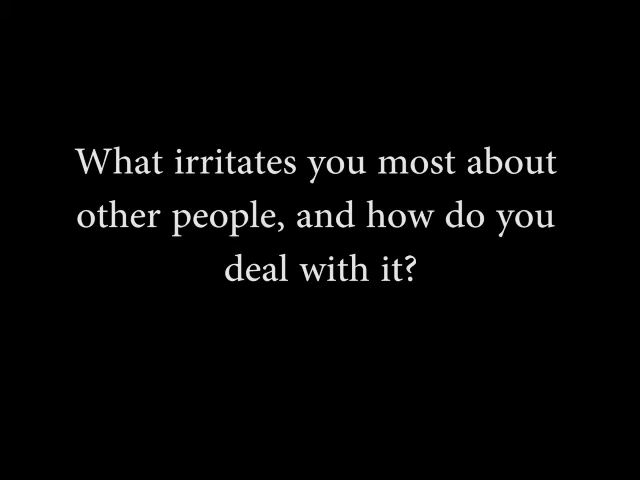 What irritates you most about
other people, and how do you
deal with it?